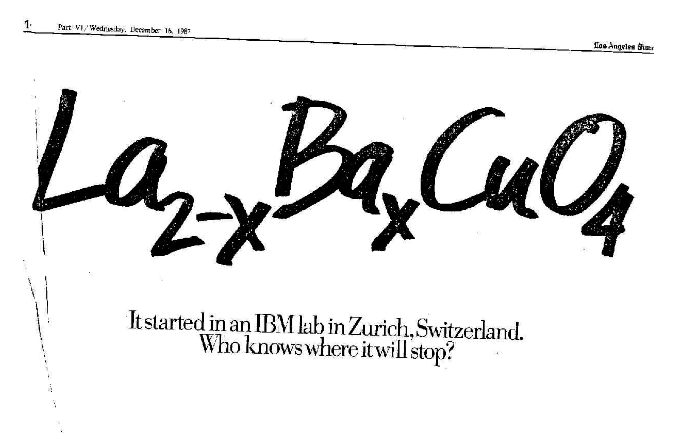 Part VI/Wednesday, December 16, 1987
Los Angeles Times
La₂₋ₓBaₓCuO₄
It started in an IBM lab in Zurich, Switzerland.
Who knows where it will stop?